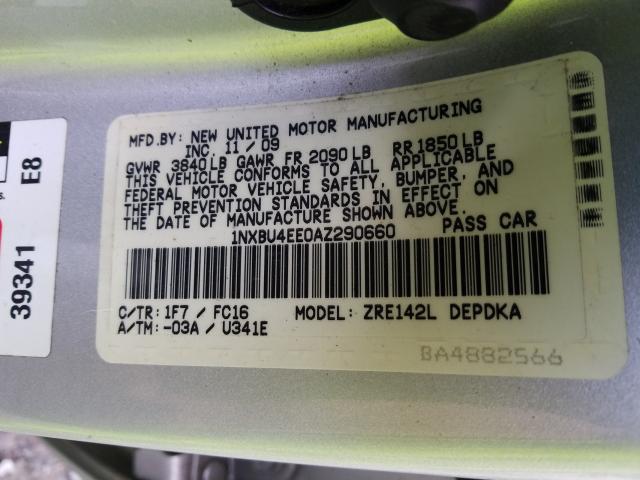 MFD. BY: NEW UNITED MOTOR MANUFACTURING
INC. 11 / 09
GVWR 3840 LB GAWR FR 2090 LB RR 1850 LB
THIS VEHICLE CONFORMS TO ALL APPLICABLE
FEDERAL MOTOR VEHICLE SAFETY, BUMPER, AND
THEFT PREVENTION STANDARDS IN EFFECT ON
THE DATE OF MANUFACTURE SHOWN ABOVE.
1NXBU4EE0AZ290660 PASS CAR
C/TR: 1F7 / FC16 MODEL: ZRE142L DEPDKA
A/TM: -03A / U341E
BA4882566
39341 E8